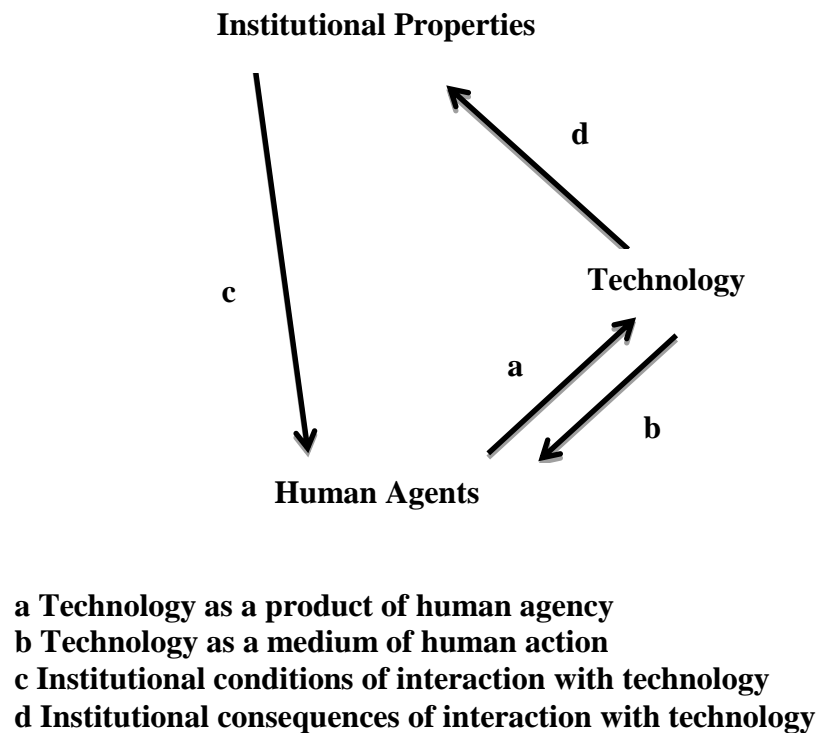 Institutional Properties
d
Technology
c
a
b
Human Agents
a Technology as a product of human agency
b Technology as a medium of human action
c Institutional conditions of interaction with technology
d Institutional consequences of interaction with technology